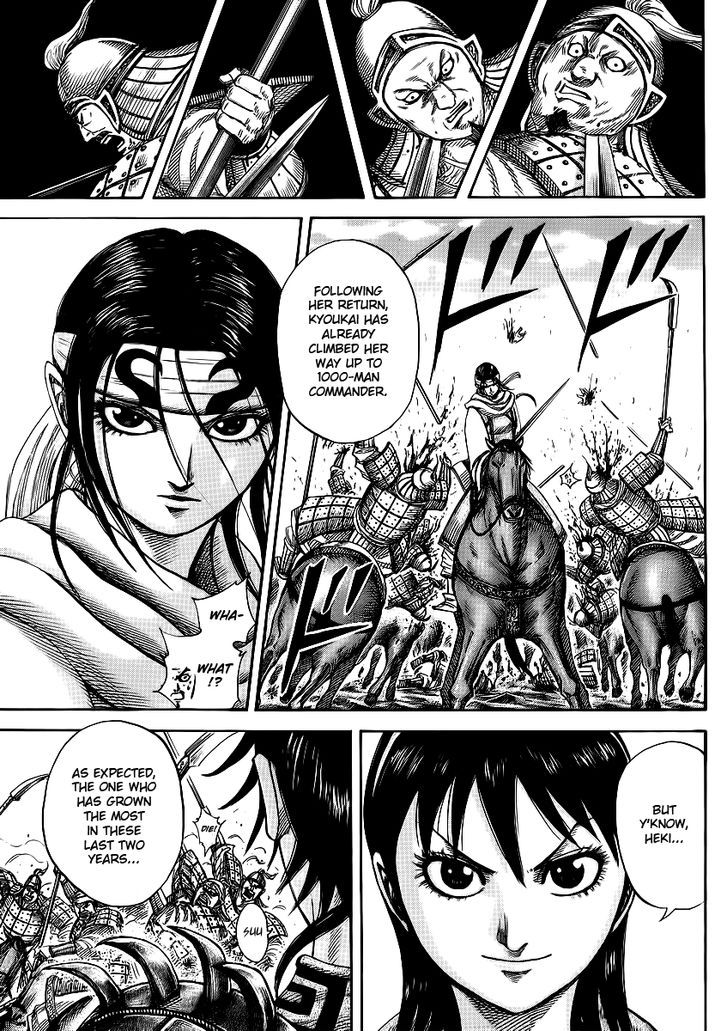 FOLLOWING
HER RETURN,
KYOUKAI HAS
ALREADY
CLIMBED HER
WAY UP TO
1000-MAN
COMMANDER.
ドドド
WHA-
WHAT
!?
BUT
Y'KNOW,
HEKI...
AS EXPECTED,
THE ONE WHO
HAS GROWN
THE MOST
IN THESE
LAST TWO
YEARS...
DIE!
SUU